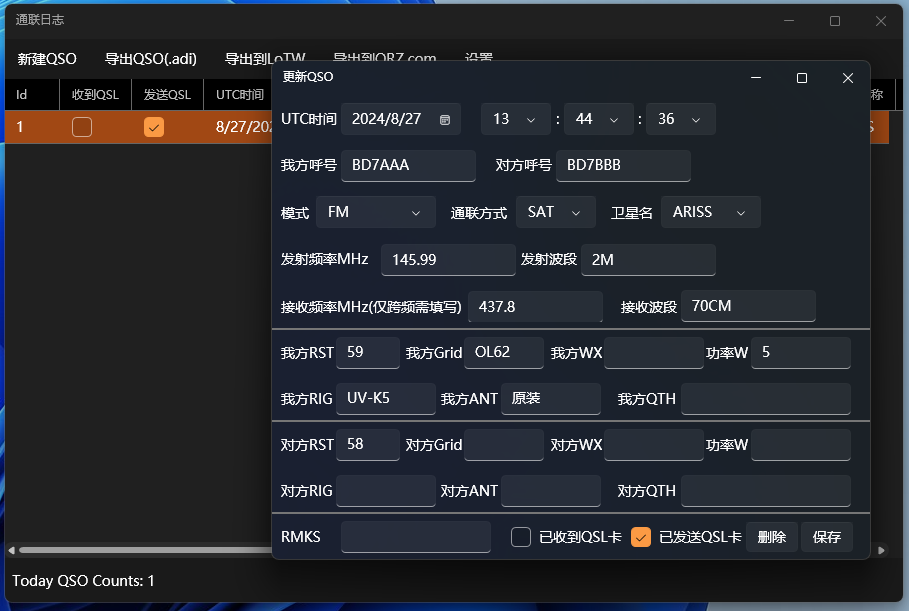 通联日志
新建QSO 导出QSO(.adi) 导出到LoTW 导出到QRZ.com 设置
Id 收到QSL 发送QSL UTC时间 称
1 8/27/202 S
更新QSO
UTC时间 2024/8/27 13 : 44 : 36
我方呼号 BD7AAA 对方呼号 BD7BBB
模式 FM 通联方式 SAT 卫星名 ARISS
发射频率MHz 145.99 发射波段 2M
接收频率MHz(仅跨频需填写) 437.8 接收波段 70CM
我方RST 59 我方Grid OL62 我方WX 功率W 5
我方RIG UV-K5 我方ANT 原装 我方QTH
对方RST 58 对方Grid 对方WX 功率W
对方RIG 对方ANT 对方QTH
RMKS 已收到QSL卡 已发送QSL卡 删除 保存
Today QSO Counts: 1